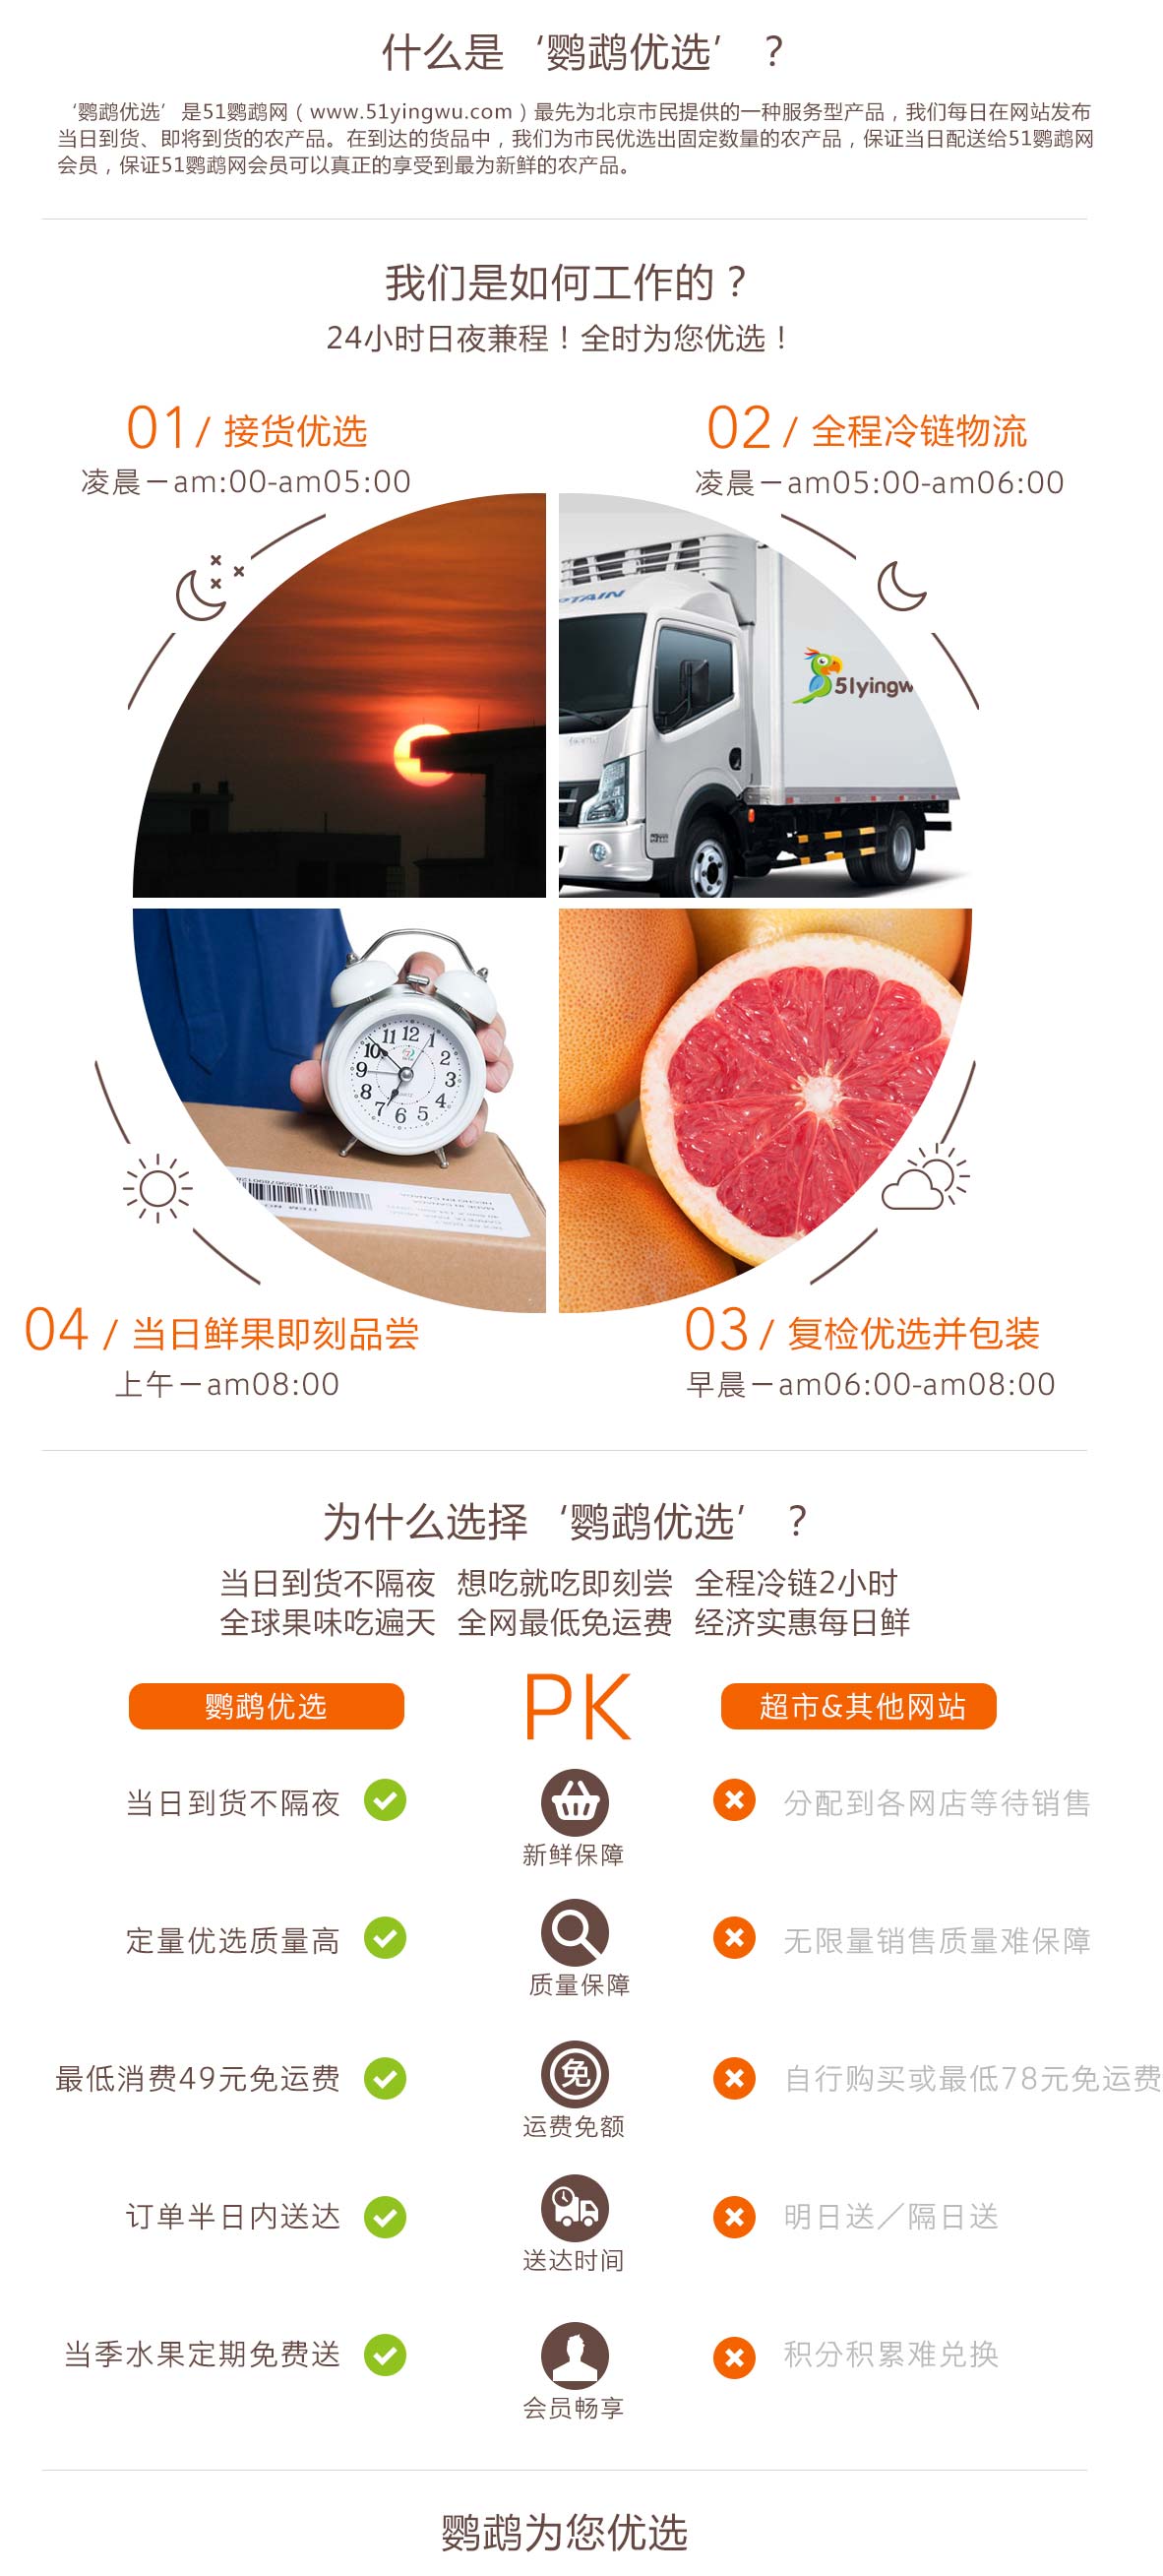 什么是 ‘鹦鹉优选’ ？
‘鹦鹉优选’ 是51鹦鹉网（www.51yingwu.com）最先为北京市民提供的一种服务型产品，我们每日在网站发布
当日到货、即将到货的农产品。在到达的货品中，我们为市民优选出固定数量的农产品，保证当日配送给51鹦鹉网
会员，保证51鹦鹉网会员可以真正的享受到最为新鲜的农产品。
我们是如何工作的？
24小时日夜兼程！全时为您优选！
01/ 接货优选
凌晨－am:00-am05:00
02 / 全程冷链物流
凌晨－am05:00-am06:00
PTAIN
51yingw
11 12 1
10 2
9 3
8 4
7 6 5
04 / 当日鲜果即刻品尝
上午－am08:00
03 / 复检优选并包装
早晨－am06:00-am08:00
为什么选择 ‘鹦鹉优选’ ？
当日到货不隔夜 想吃就吃即刻尝 全程冷链2小时
全球果味吃遍天 全网最低免运费 经济实惠每日鲜
鹦鹉优选 PK 超市&其他网站
当日到货不隔夜 分配到各网店等待销售
新鲜保障
定量优选质量高 无限量销售质量难保障
质量保障
最低消费49元免运费 免 自行购买或最低78元免运费
运费免额
订单半日内送达 明日送／隔日送
送达时间
当季水果定期免费送 积分积累难兑换
会员畅享
鹦鹉为您优选